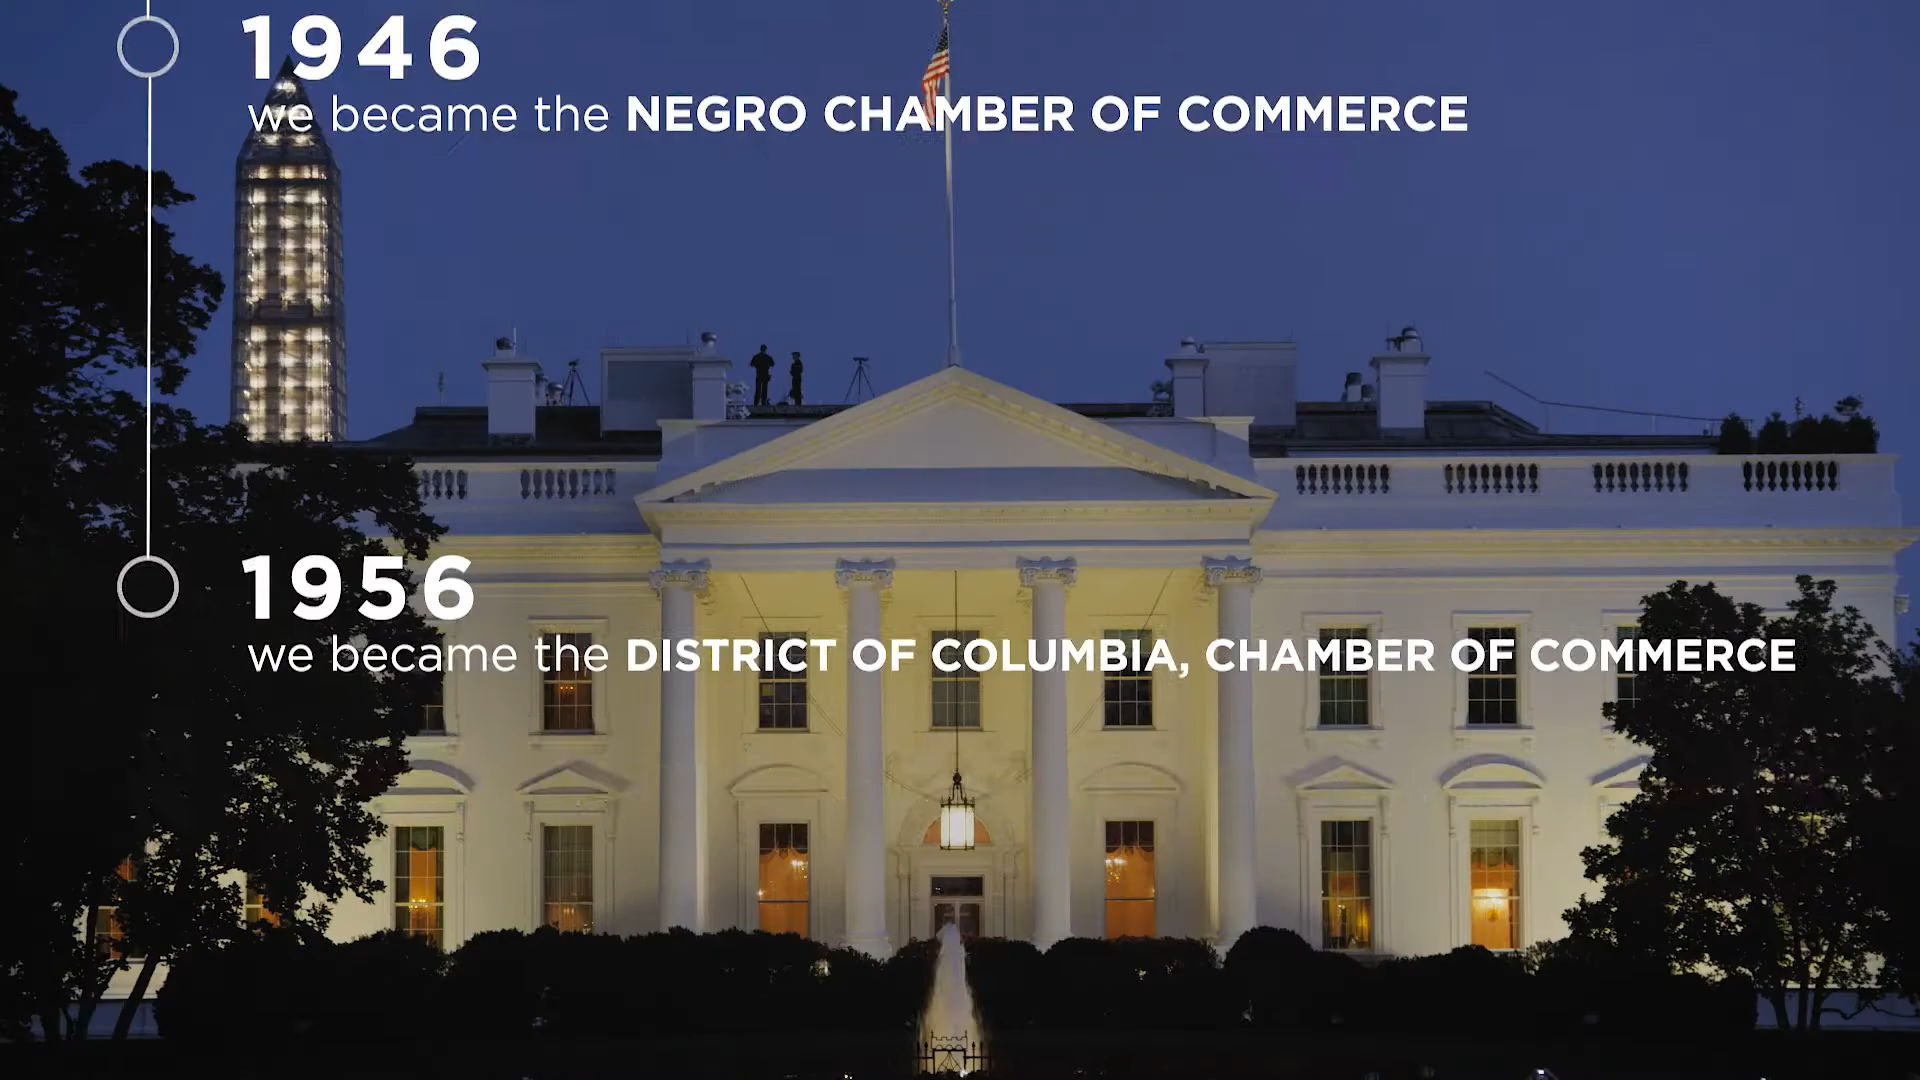 1946
we became the NEGRO CHAMBER OF COMMERCE
1956
we became the DISTRICT OF COLUMBIA, CHAMBER OF COMMERCE